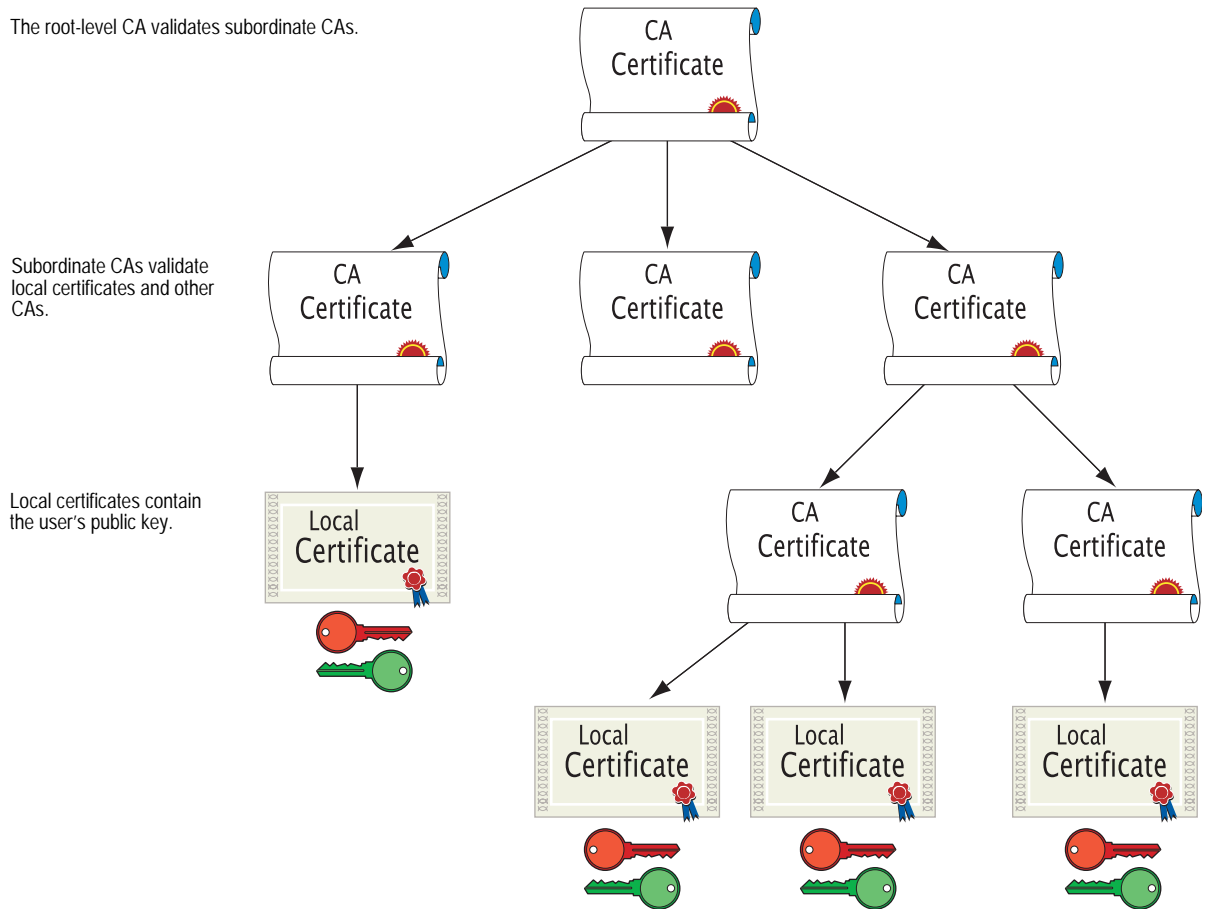 The root-level CA validates subordinate CAs.
CA
Certificate
Subordinate CAs validate
local certificates and other
CAs.
CA
Certificate
CA
Certificate
CA
Certificate
Local certificates contain
the user's public key.
Local
Certificate
CA
Certificate
CA
Certificate
Local
Certificate
Local
Certificate
Local
Certificate